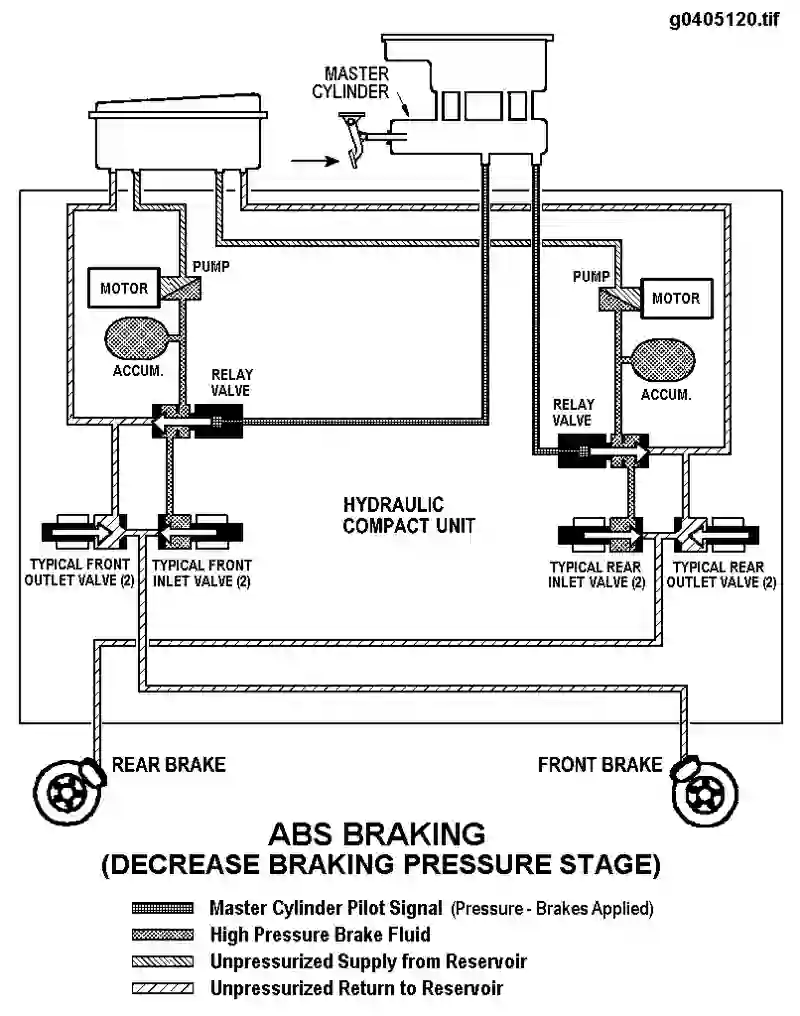 g0405120.tif
MASTER
CYLINDER
PUMP
MOTOR
ACCUM.
RELAY
VALVE
PUMP
MOTOR
ACCUM.
RELAY
VALVE
HYDRAULIC
COMPACT UNIT
TYPICAL FRONT
OUTLET VALVE (2)
TYPICAL FRONT
INLET VALVE (2)
TYPICAL REAR
INLET VALVE (2)
TYPICAL REAR
OUTLET VALVE (2)
REAR BRAKE
FRONT BRAKE
ABS BRAKING
(DECREASE BRAKING PRESSURE STAGE)
Master Cylinder Pilot Signal (Pressure - Brakes Applied)
High Pressure Brake Fluid
Unpressurized Supply from Reservoir
Unpressurized Return to Reservoir